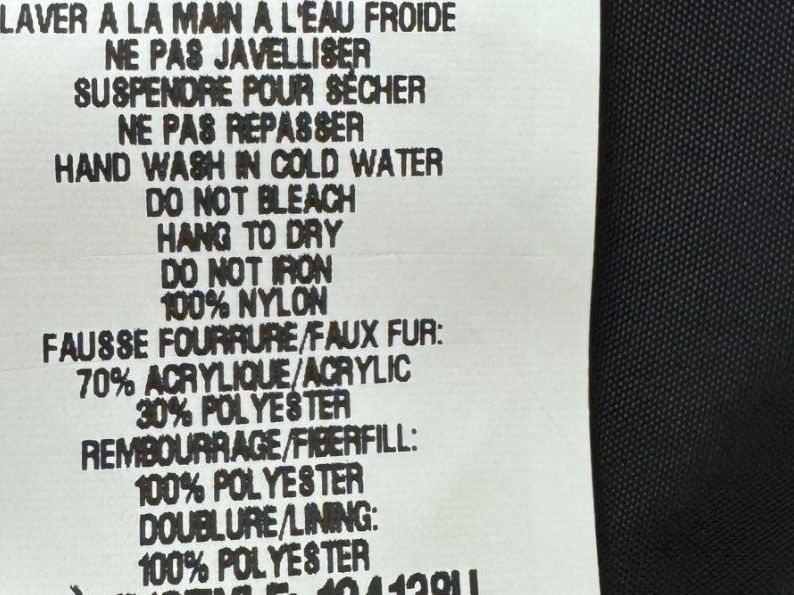 LAVER A LA MAIN A L'EAU FROIDE
NE PAS JAVELLISER
SUSPENDRE POUR SÉCHER
NE PAS REPASSER
HAND WASH IN COLD WATER
DO NOT BLEACH
HANG TO DRY
DO NOT IRON
100% NYLON
FAUSSE FOURRURE/FAUX FUR:
70% ACRYLIQUE/ACRYLIC
30% POLYESTER
REMBOURRAGE/FIBERFILL:
100% POLYESTER
DOUBLURE/LINING:
100% POLYESTER